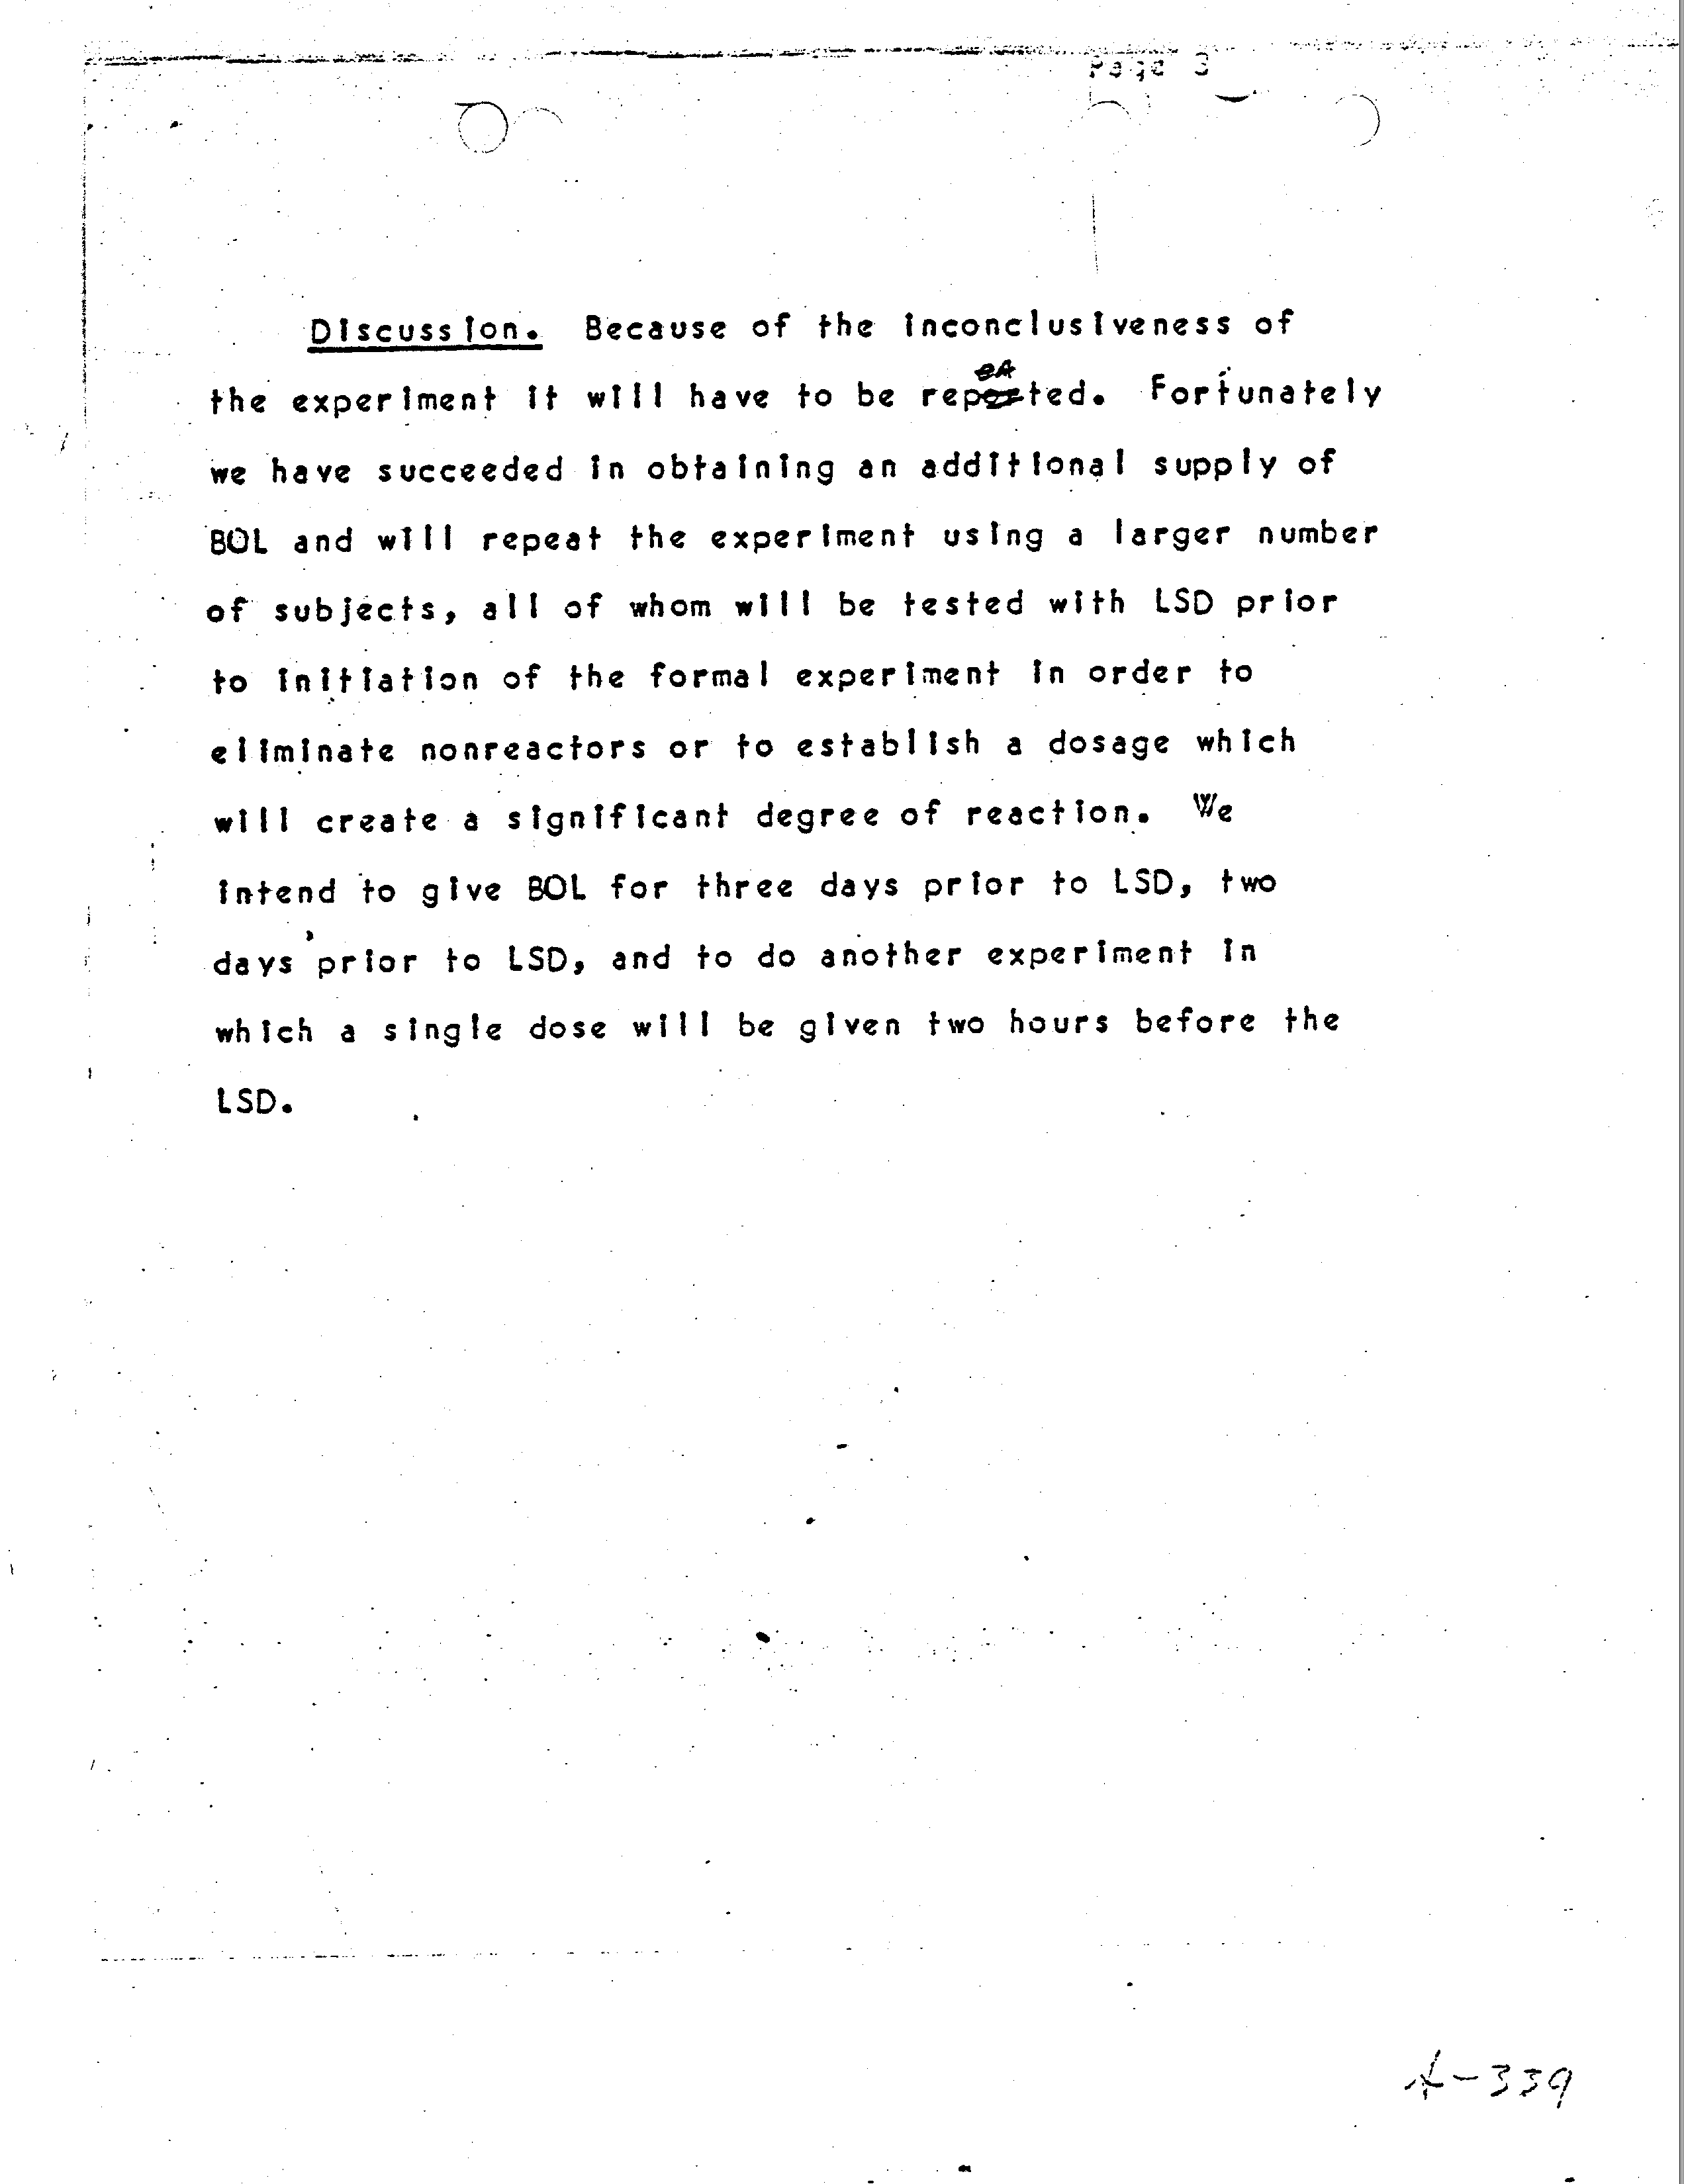 Page 3
Discussion. Because of the inconclusiveness of
eA
the experiment it will have to be reported. Fortunately
we have succeeded in obtaining an additional supply of
BOL and will repeat the experiment using a larger number
of subjects, all of whom will be tested with LSD prior
to initiation of the formal experiment in order to
eliminate nonreactors or to establish a dosage which
will create a significant degree of reaction. We
intend to give BOL for three days prior to LSD, two
days prior to LSD, and to do another experiment in
which a single dose will be given two hours before the
LSD.
A-339